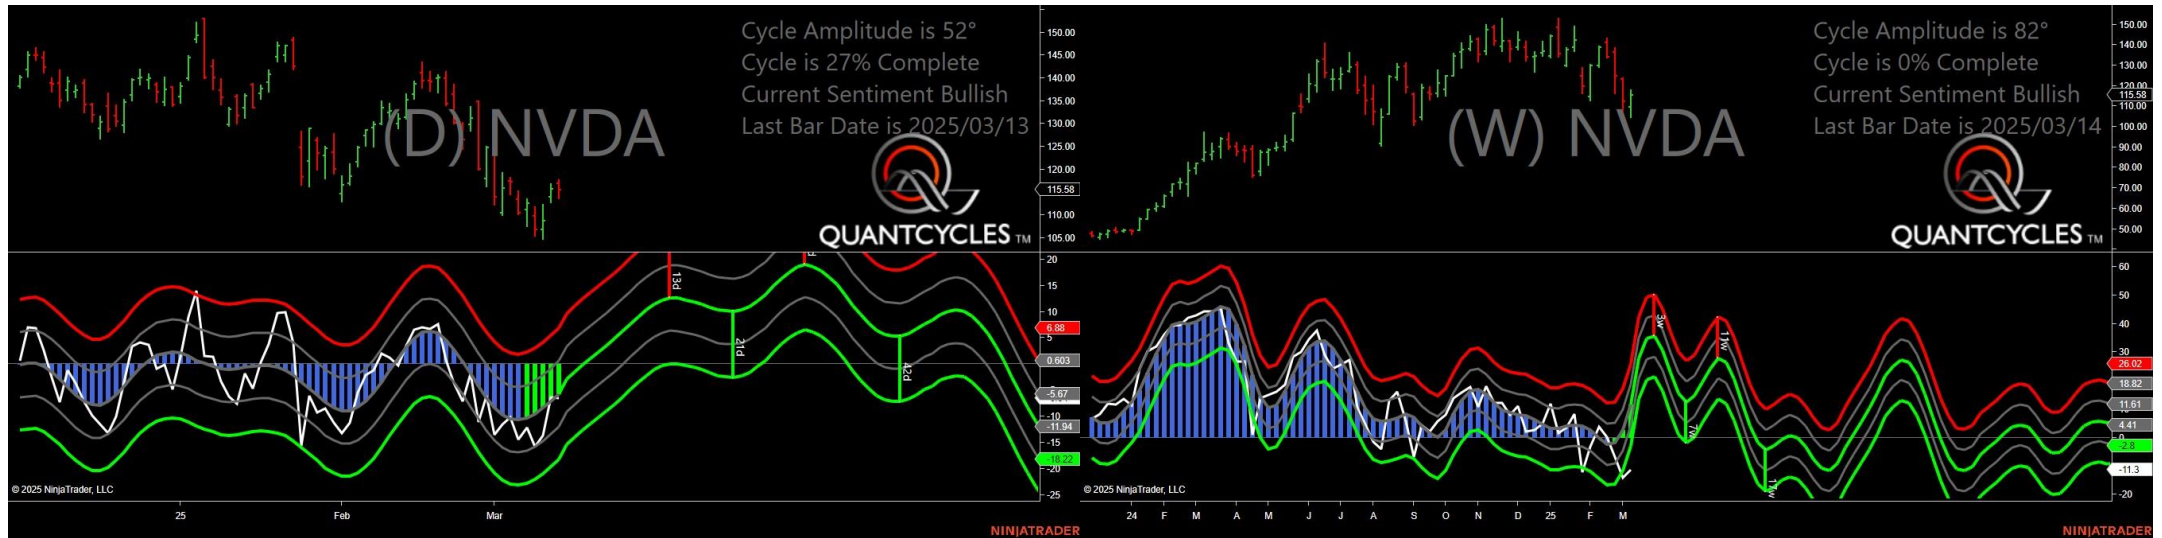 Cycle Amplitude is 52°
Cycle is 27% Complete
Current Sentiment Bullish
Last Bar Date is 2025/03/13
(D) NVDA
QUANTCYCLES TM
150.00
145.00
140.00
135.00
130.00
125.00
120.00
115.58
110.00
105.00
20
15
10
6.88
5
0.603
-5.67
-10
-11.94
-15
-18.22
-20
-25
13d
21d
42d
© 2025 NinjaTrader, LLC
25 Feb Mar
NINJATRADER
Cycle Amplitude is 82°
Cycle is 0% Complete
Current Sentiment Bullish
Last Bar Date is 2025/03/14
(W) NVDA
QUANTCYCLES TM
150.00
140.00
130.00
120.00
115.58
110.00
100.00
90.00
80.00
70.00
60.00
50.00
60
50
40
30
26.02
18.82
11.61
4.41
-2.8
-11.3
-20
3w
11w
7w
17w
© 2025 NinjaTrader, LLC
24 F M A M J J A S O N D 25 F M
NINJATRADER